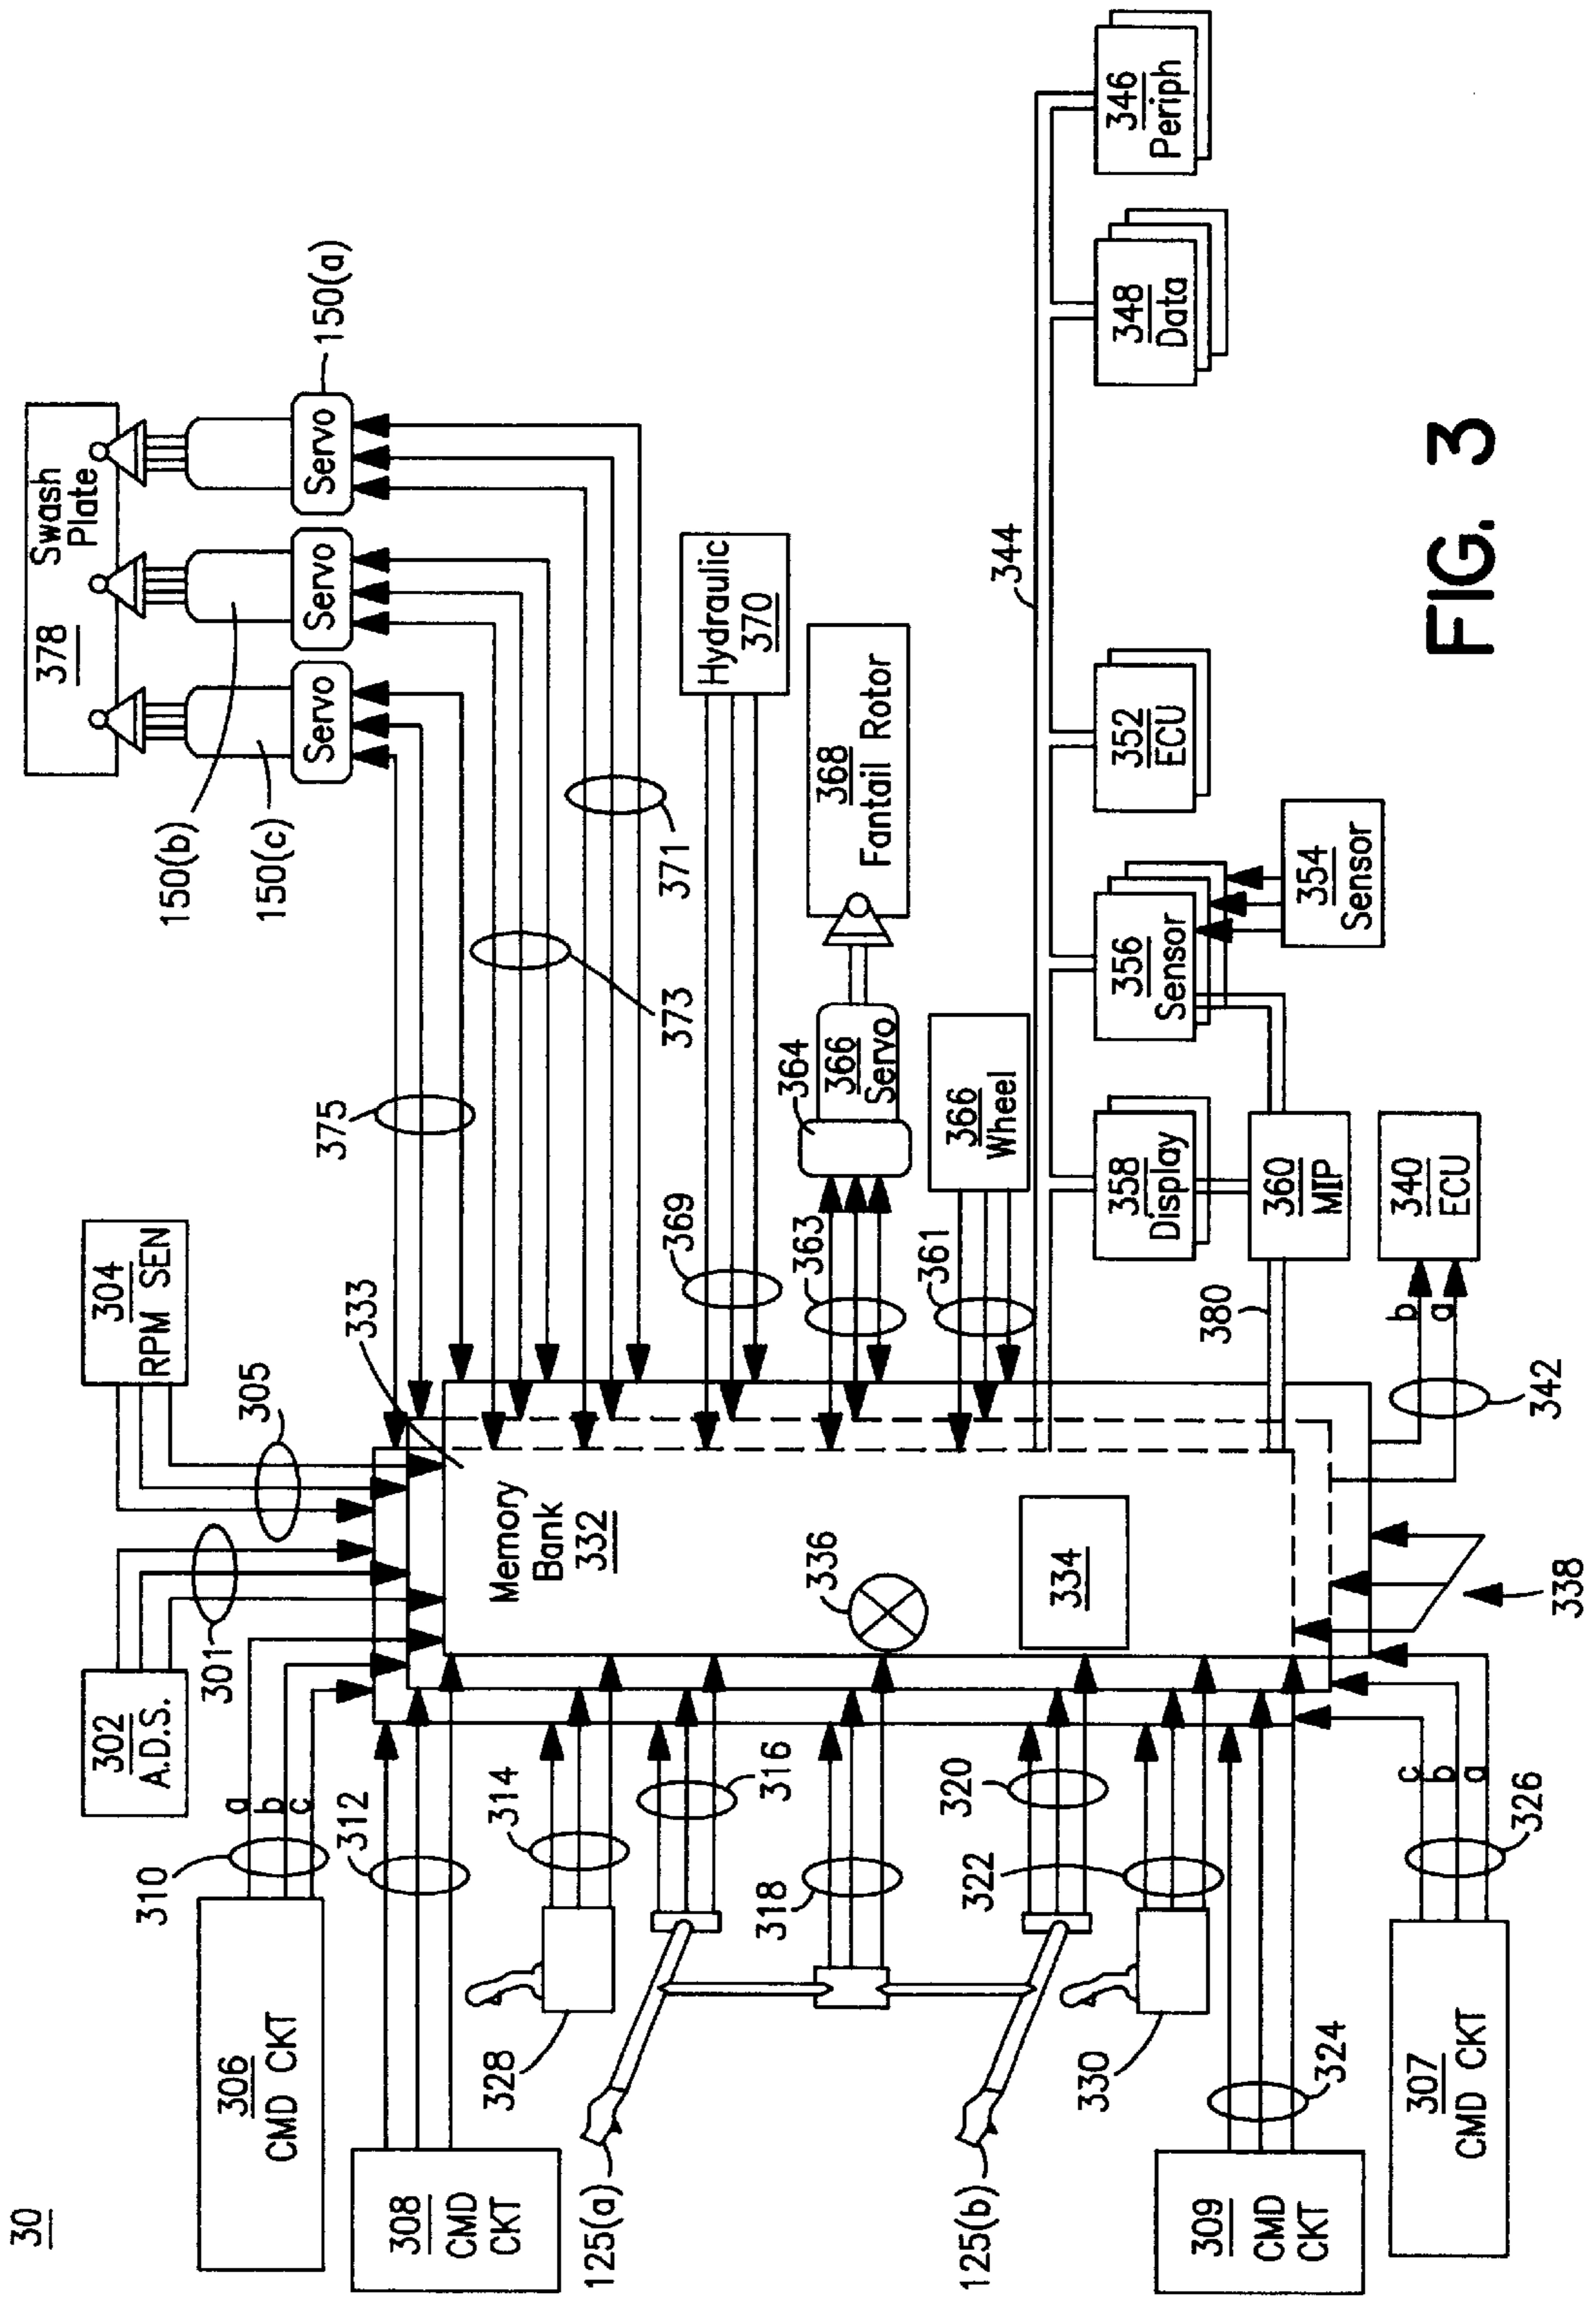 30
306
CMD CKT
308
CMD
CKT
310
a
b
c
312
302
A.D.S.
301
304
RPM SEN
305
333
375
378
Swash
Plate
Servo
Servo
Servo
150(a)
150(b)
150(c)
371
373
Hydraulic
370
369
314
328
316
125(a)
318
Memory
Bank
332
336
334
363
364
366
Servo
368
Fantail Rotor
361
366
Wheel
344
320
322
125(b)
330
309
CMD
CKT
324
307
CMD CKT
c
b
a
326
338
342
b
a
340
ECU
380
360
MIP
358
Display
356
Sensor
354
Sensor
352
ECU
348
Data
346
Periph
FIG. 3